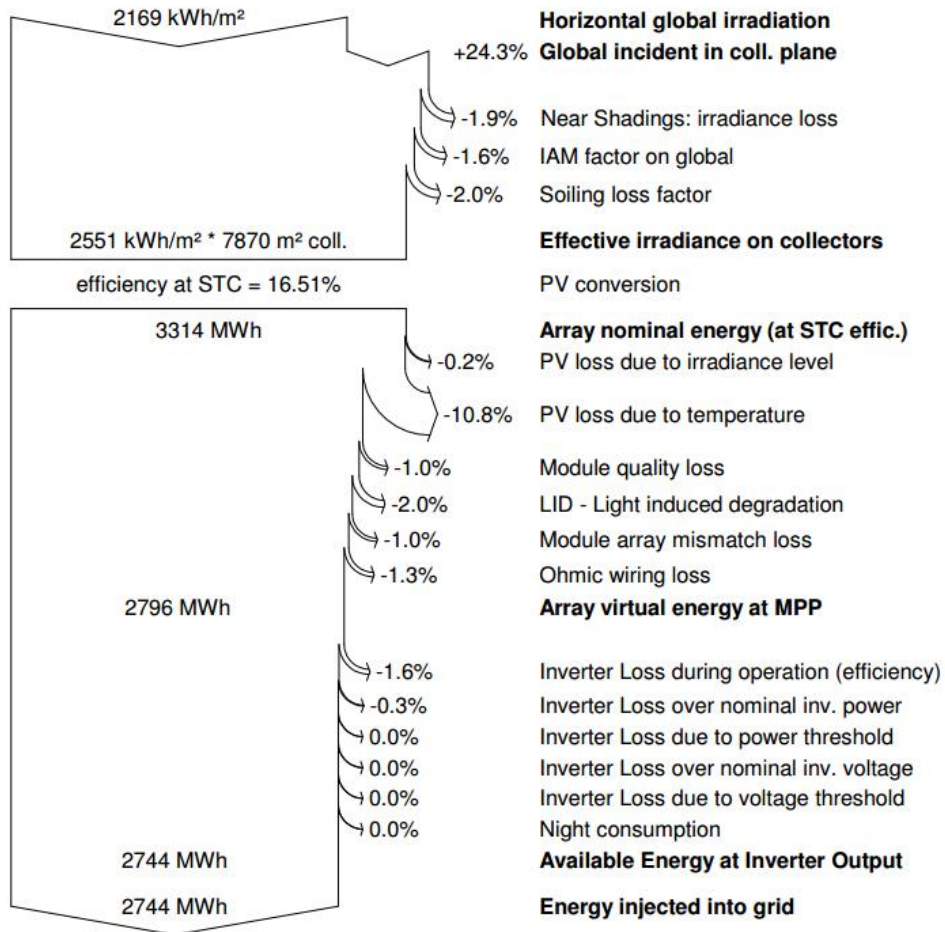 2169 kWh/m² Horizontal global irradiation
+24.3% Global incident in coll. plane
-1.9% Near Shadings: irradiance loss
-1.6% IAM factor on global
-2.0% Soiling loss factor
2551 kWh/m² * 7870 m² coll. Effective irradiance on collectors
efficiency at STC = 16.51% PV conversion
3314 MWh Array nominal energy (at STC effic.)
-0.2% PV loss due to irradiance level
-10.8% PV loss due to temperature
-1.0% Module quality loss
-2.0% LID - Light induced degradation
-1.0% Module array mismatch loss
-1.3% Ohmic wiring loss
2796 MWh Array virtual energy at MPP
-1.6% Inverter Loss during operation (efficiency)
-0.3% Inverter Loss over nominal inv. power
0.0% Inverter Loss due to power threshold
0.0% Inverter Loss over nominal inv. voltage
0.0% Inverter Loss due to voltage threshold
0.0% Night consumption
2744 MWh Available Energy at Inverter Output
2744 MWh Energy injected into grid